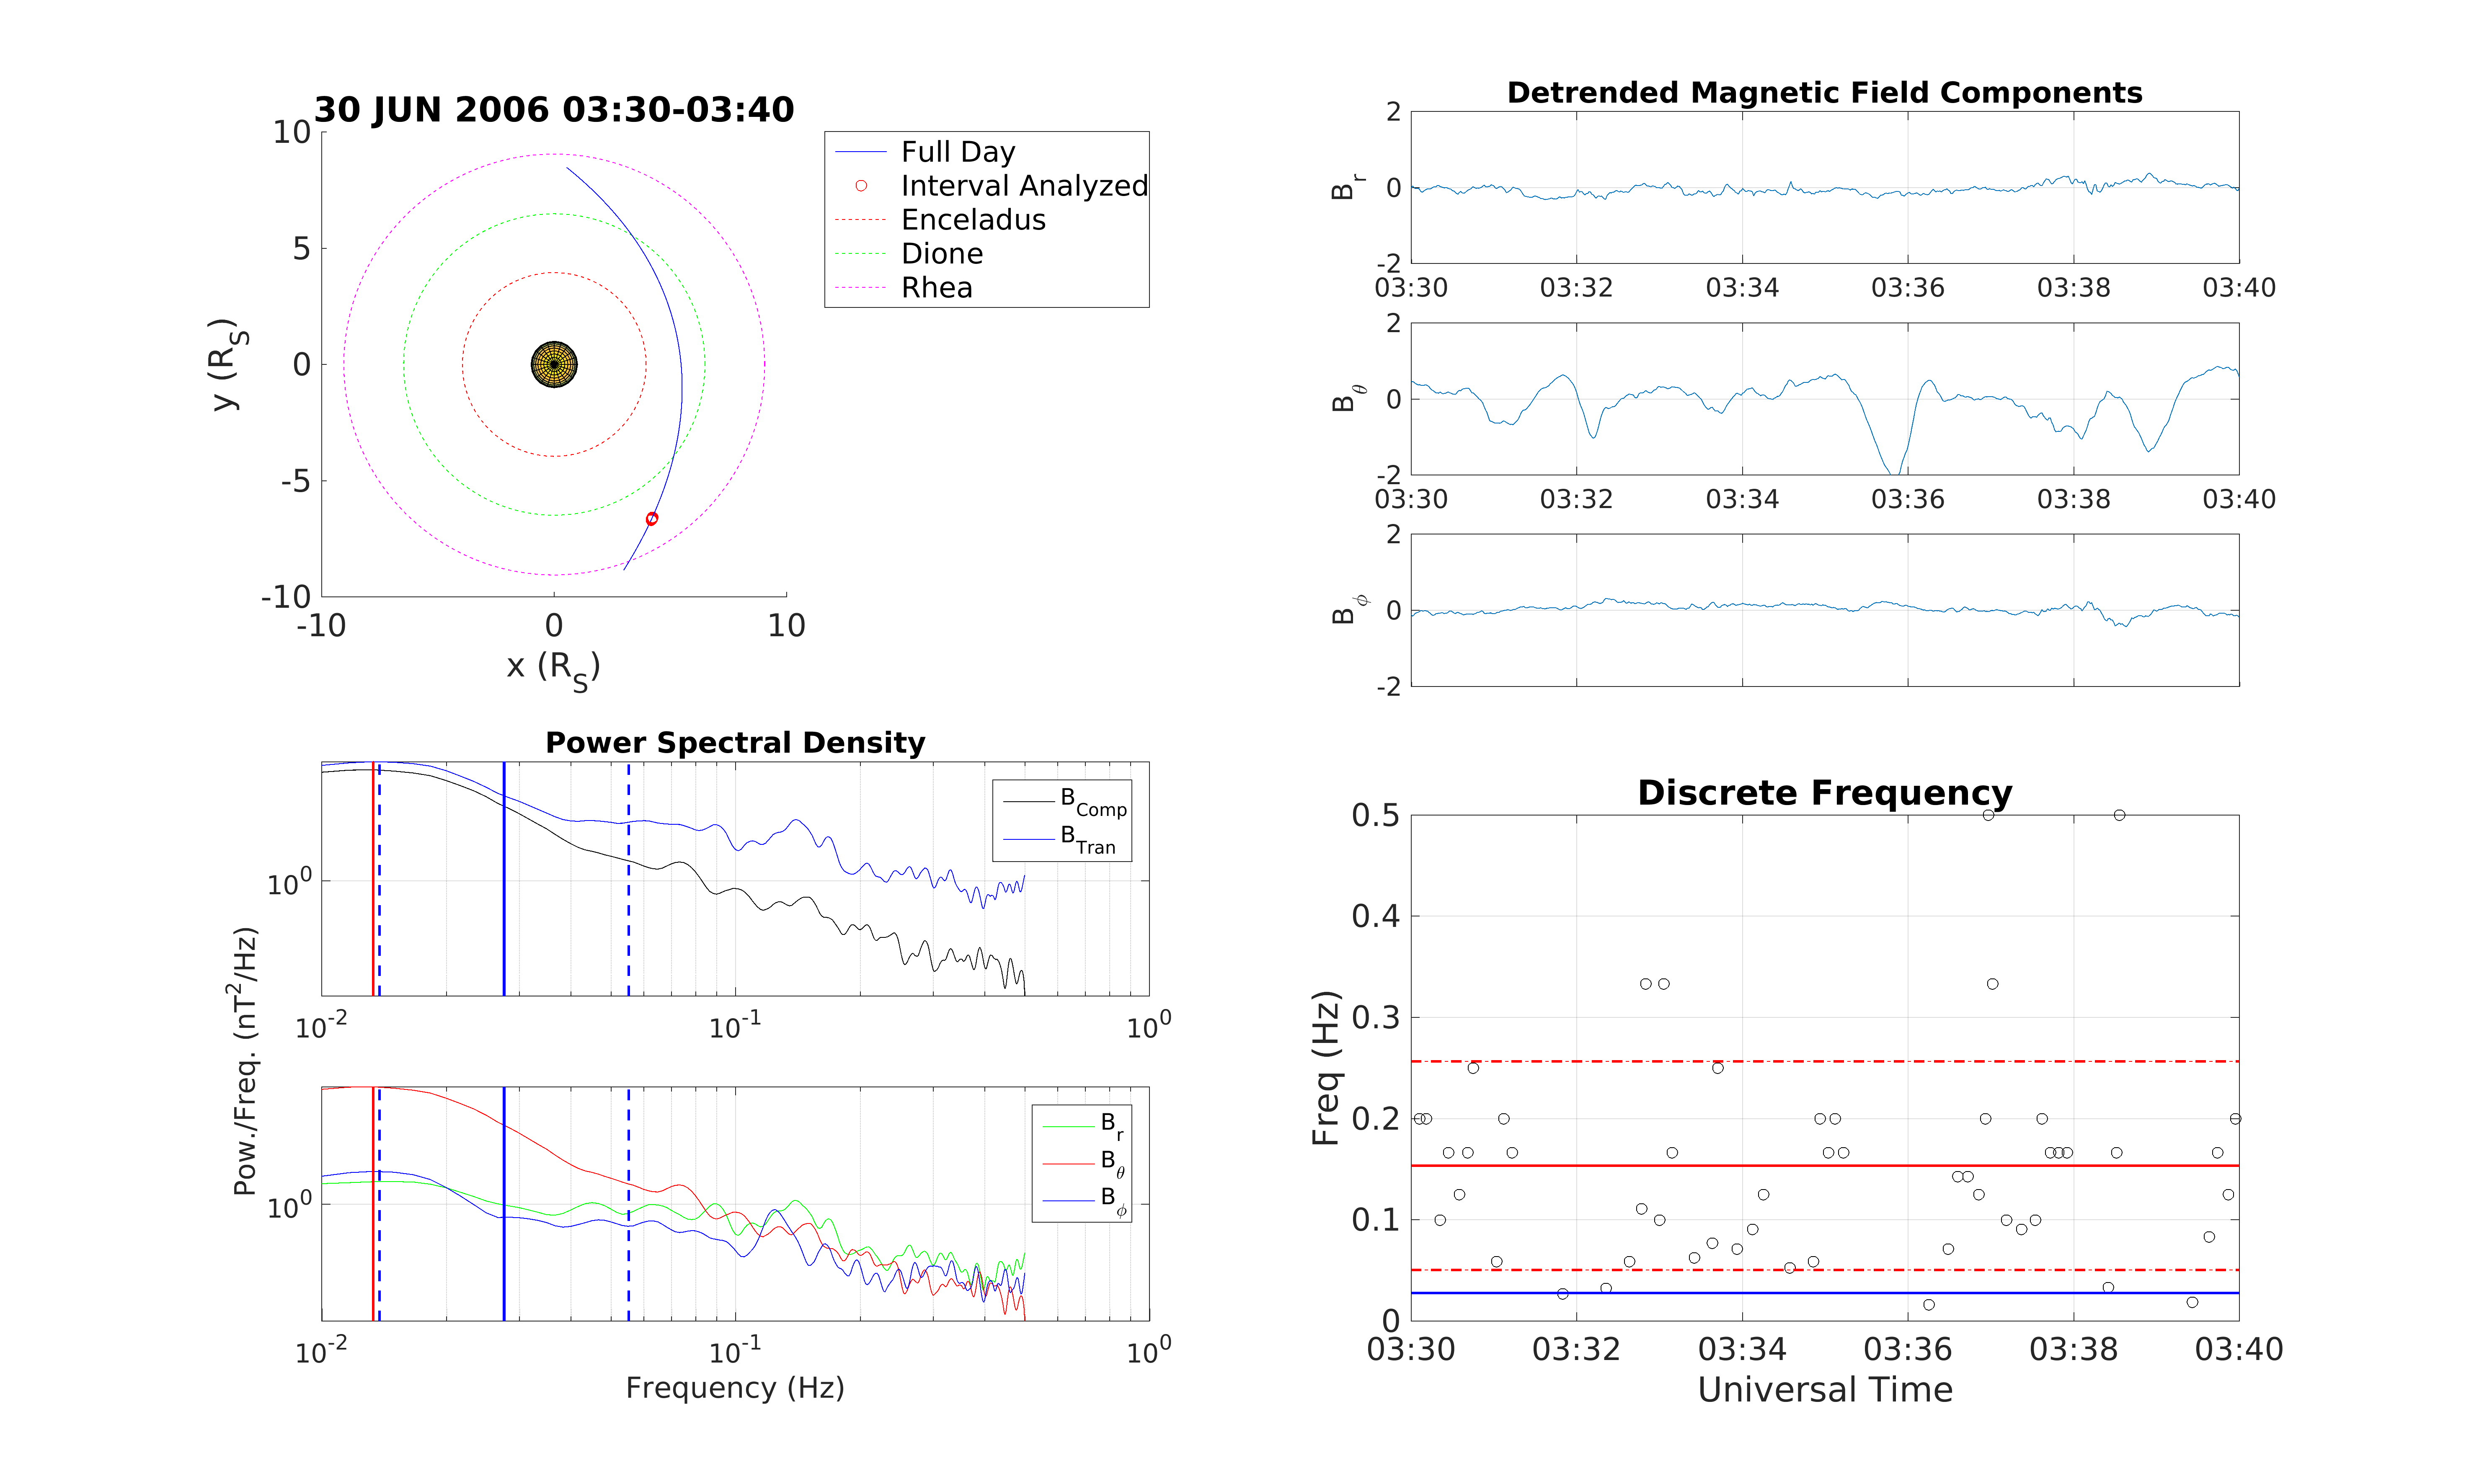 30 JUN 2006 03:30-03:40
10
5
0
-5
-10
-10 0 10
y (R_S)
x (R_S)
Full Day
Interval Analyzed
Enceladus
Dione
Rhea
Detrended Magnetic Field Components
2
0
-2
B_r
03:30 03:32 03:34 03:36 03:38 03:40
2
0
-2
B_θ
03:30 03:32 03:34 03:36 03:38 03:40
2
0
-2
B_ϕ
Power Spectral Density
B_Comp
B_Tran
10^0
10^-2 10^-1 10^0
Pow./Freq. (nT^2/Hz)
B_r
B_θ
B_ϕ
10^0
10^-2 10^-1 10^0
Frequency (Hz)
Discrete Frequency
0.5
0.4
0.3
0.2
0.1
0
Freq (Hz)
03:30 03:32 03:34 03:36 03:38 03:40
Universal Time